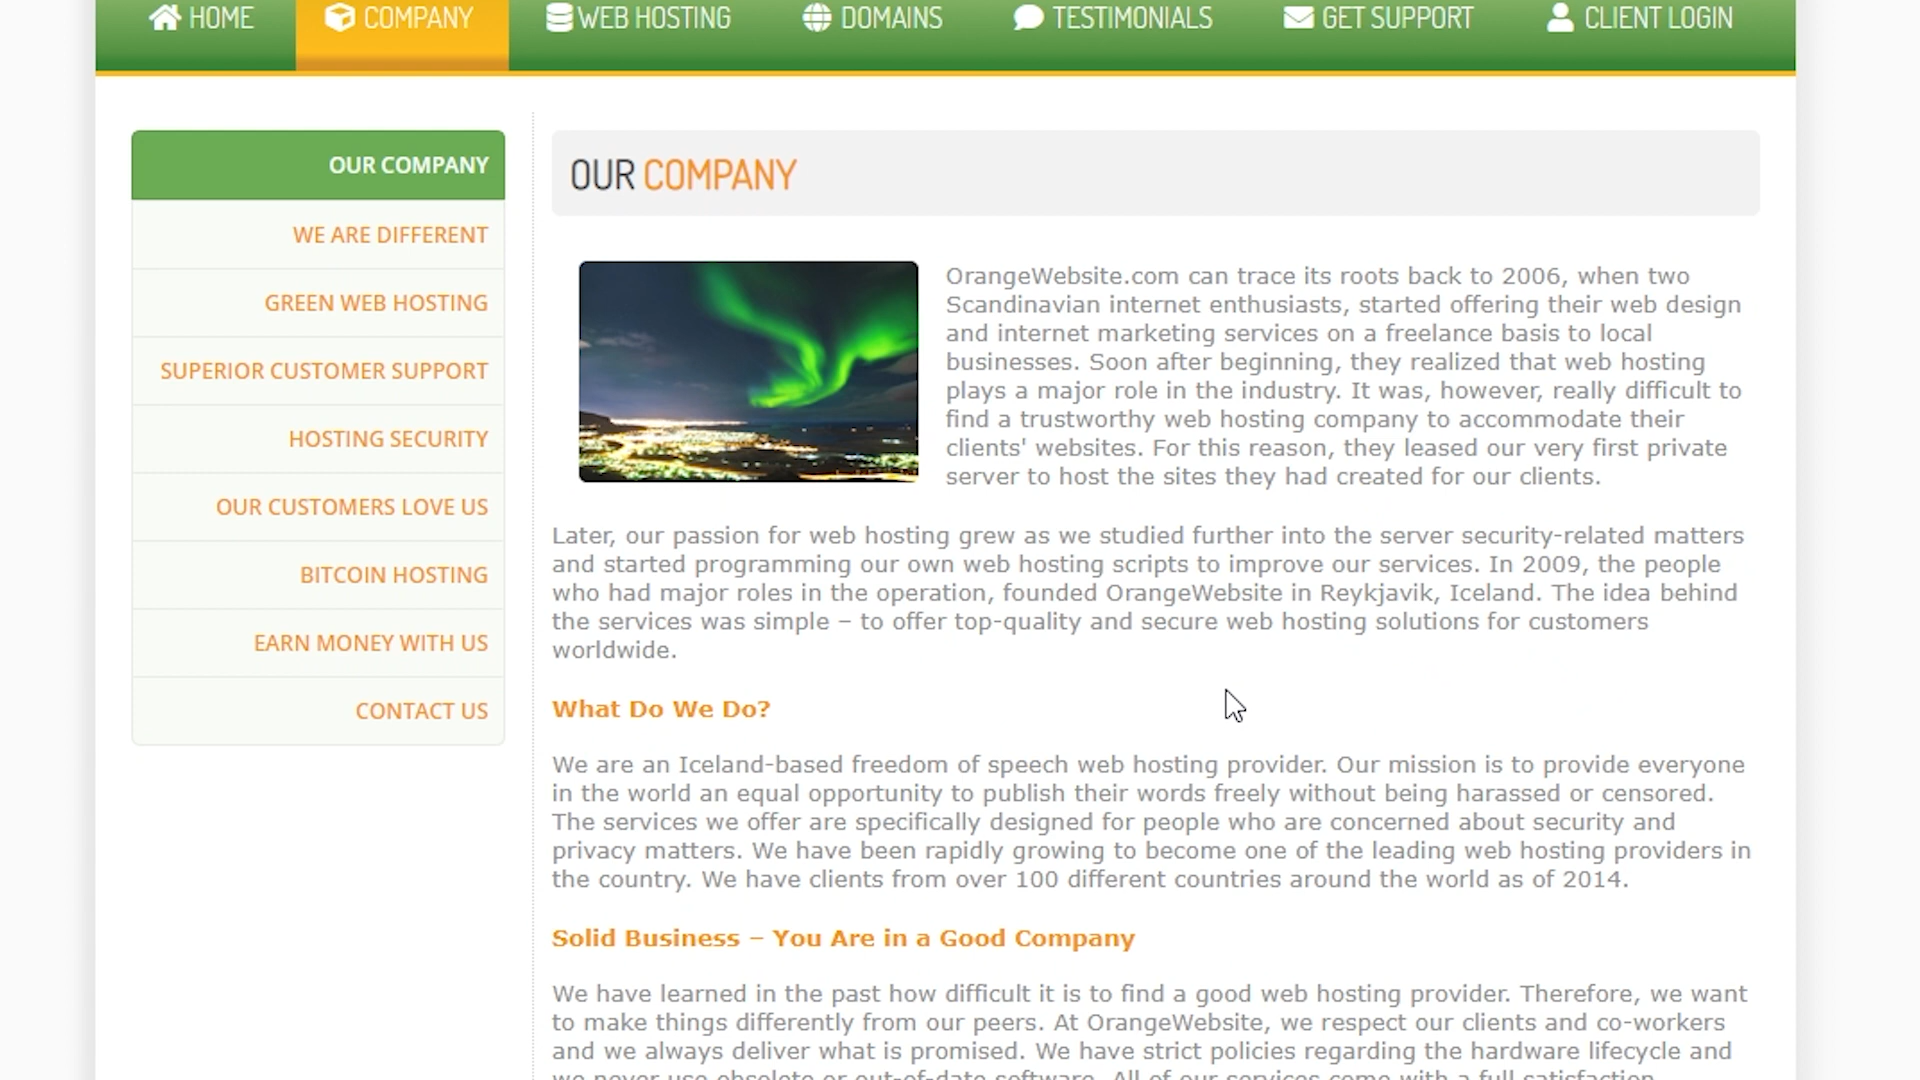 HOME COMPANY WEB HOSTING DOMAINS TESTIMONIALS GET SUPPORT CLIENT LOGIN
OUR COMPANY
WE ARE DIFFERENT
GREEN WEB HOSTING
SUPERIOR CUSTOMER SUPPORT
HOSTING SECURITY
OUR CUSTOMERS LOVE US
BITCOIN HOSTING
EARN MONEY WITH US
CONTACT US
OUR COMPANY
OrangeWebsite.com can trace its roots back to 2006, when two
Scandinavian internet enthusiasts, started offering their web design
and internet marketing services on a freelance basis to local
businesses. Soon after beginning, they realized that web hosting
plays a major role in the industry. It was, however, really difficult to
find a trustworthy web hosting company to accommodate their
clients' websites. For this reason, they leased our very first private
server to host the sites they had created for our clients.
Later, our passion for web hosting grew as we studied further into the server security-related matters
and started programming our own web hosting scripts to improve our services. In 2009, the people
who had major roles in the operation, founded OrangeWebsite in Reykjavik, Iceland. The idea behind
the services was simple – to offer top-quality and secure web hosting solutions for customers
worldwide.
What Do We Do?
We are an Iceland-based freedom of speech web hosting provider. Our mission is to provide everyone
in the world an equal opportunity to publish their words freely without being harassed or censored.
The services we offer are specifically designed for people who are concerned about security and
privacy matters. We have been rapidly growing to become one of the leading web hosting providers in
the country. We have clients from over 100 different countries around the world as of 2014.
Solid Business – You Are in a Good Company
We have learned in the past how difficult it is to find a good web hosting provider. Therefore, we want
to make things differently from our peers. At OrangeWebsite, we respect our clients and co-workers
and we always deliver what is promised. We have strict policies regarding the hardware lifecycle and
we never use obsolete or out-of-date software. All of our services come with a full satisfaction